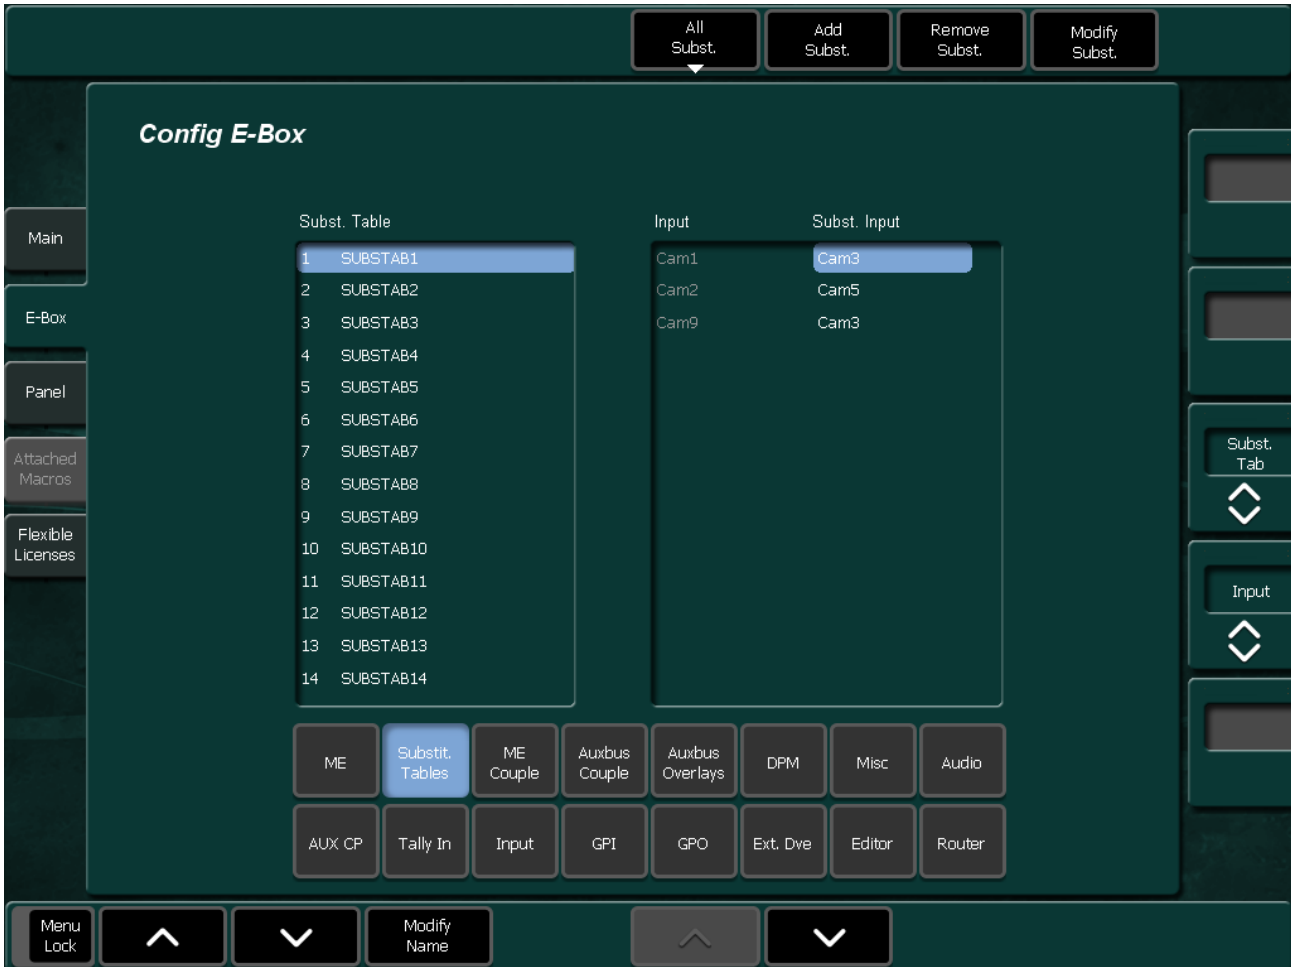 All
Subst.
Add
Subst.
Remove
Subst.
Modify
Subst.
Config E-Box
Main
E-Box
Panel
Attached
Macros
Flexible
Licenses
Subst. Table
1 SUBSTAB1
2 SUBSTAB2
3 SUBSTAB3
4 SUBSTAB4
5 SUBSTAB5
6 SUBSTAB6
7 SUBSTAB7
8 SUBSTAB8
9 SUBSTAB9
10 SUBSTAB10
11 SUBSTAB11
12 SUBSTAB12
13 SUBSTAB13
14 SUBSTAB14
Input Subst. Input
Cam1 Cam3
Cam2 Cam5
Cam9 Cam3
Subst.
Tab
Input
ME
Substit.
Tables
ME
Couple
Auxbus
Couple
Auxbus
Overlays
DPM
Misc
Audio
AUX CP
Tally In
Input
GPI
GPO
Ext. Dve
Editor
Router
Menu
Lock
Modify
Name